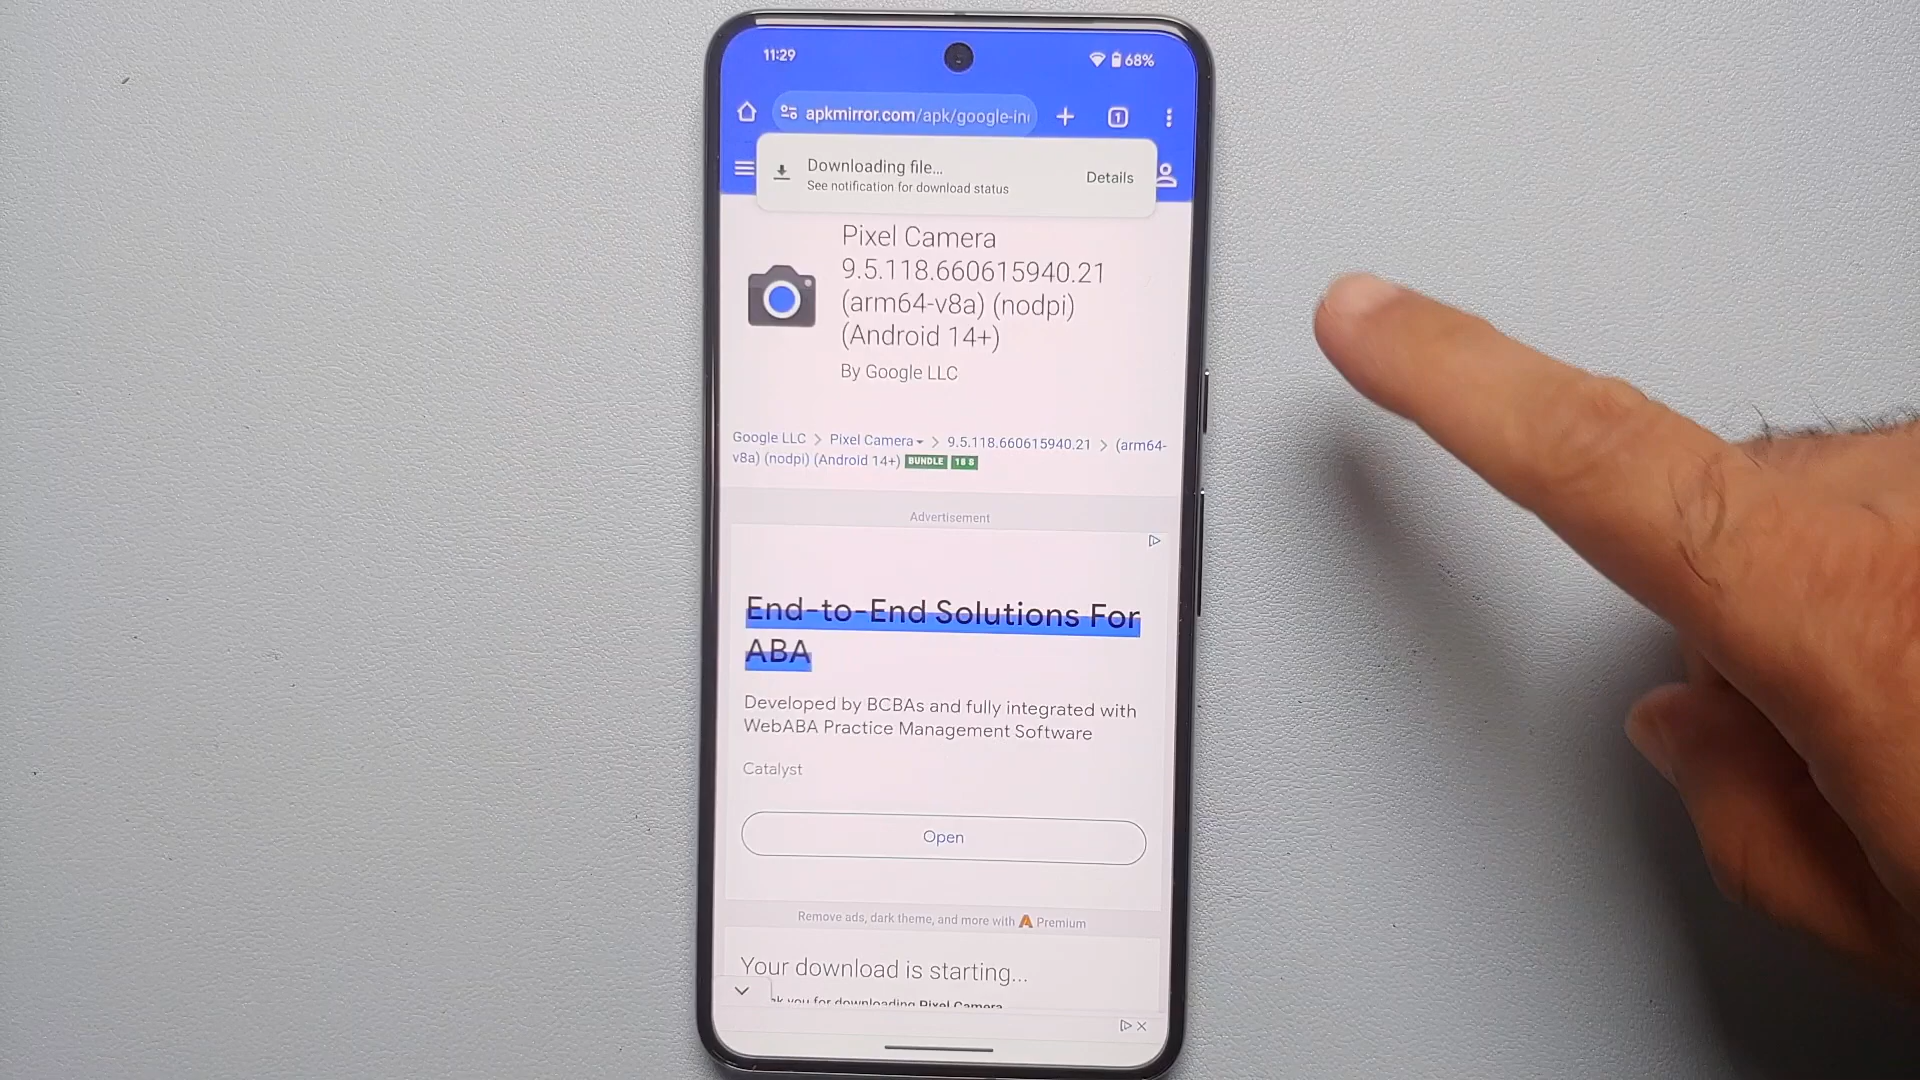 11:29
68%
apkmirror.com/apk/google-in
1
Downloading file...
See notification for download status
Details
Pixel Camera
9.5.118.660615940.21
(arm64-v8a) (nodpi)
(Android 14+)
By Google LLC
Google LLC > Pixel Camera > 9.5.118.660615940.21 > (arm64-
v8a) (nodpi) (Android 14+) BUNDLE 16 S
Advertisement
End-to-End Solutions For
ABA
Developed by BCBAs and fully integrated with
WebABA Practice Management Software
Catalyst
Open
Remove ads, dark theme, and more with A Premium
Your download is starting...
you for downloading Pixel Camera